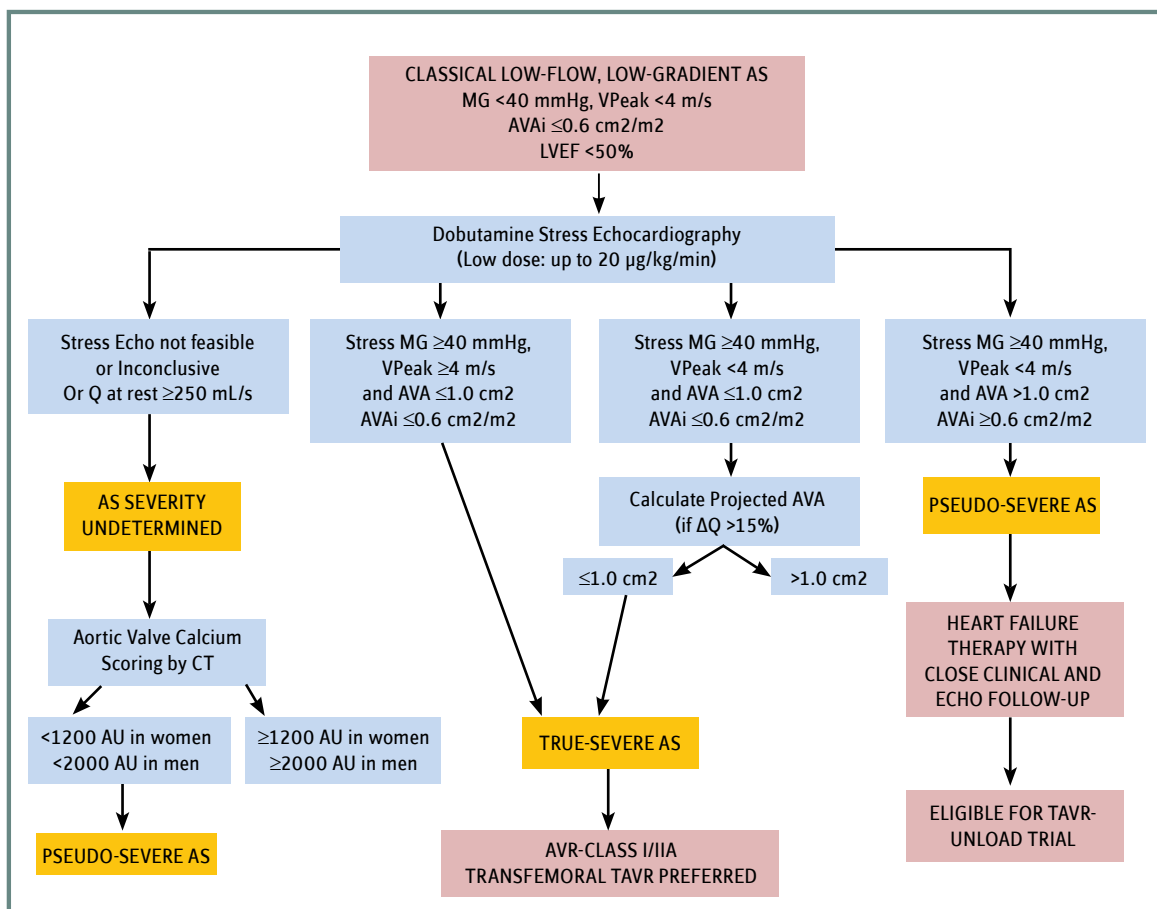 CLASSICAL LOW-FLOW, LOW-GRADIENT AS
MG <40 mmHg, VPeak <4 m/s
AVAi ≤0.6 cm2/m2
LVEF <50%
Dobutamine Stress Echocardiography
(Low dose: up to 20 µg/kg/min)
Stress Echo not feasible
or Inconclusive
Or Q at rest ≥250 mL/s
Stress MG ≥40 mmHg,
VPeak ≥4 m/s
and AVA ≤1.0 cm2
AVAi ≤0.6 cm2/m2
Stress MG ≥40 mmHg,
VPeak <4 m/s
and AVA ≤1.0 cm2
AVAi ≤0.6 cm2/m2
Stress MG ≥40 mmHg,
VPeak <4 m/s
and AVA >1.0 cm2
AVAi ≥0.6 cm2/m2
AS SEVERITY
UNDETERMINED
Calculate Projected AVA
(if ΔQ >15%)
PSEUDO-SEVERE AS
≤1.0 cm2
>1.0 cm2
Aortic Valve Calcium
Scoring by CT
HEART FAILURE
THERAPY WITH
CLOSE CLINICAL AND
ECHO FOLLOW-UP
<1200 AU in women
<2000 AU in men
≥1200 AU in women
≥2000 AU in men
TRUE-SEVERE AS
PSEUDO-SEVERE AS
AVR-CLASS I/IIA
TRANSFEMORAL TAVR PREFERRED
ELIGIBLE FOR TAVR-
UNLOAD TRIAL